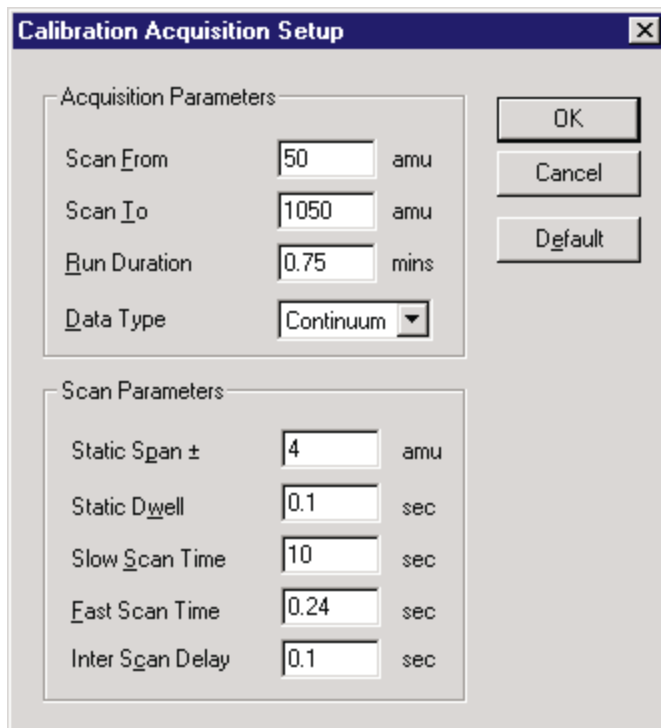 Calibration Acquisition Setup
Acquisition Parameters
Scan From 50 amu
Scan To 1050 amu
Run Duration 0.75 mins
Data Type Continuum
OK
Cancel
Default
Scan Parameters
Static Span ± 4 amu
Static Dwell 0.1 sec
Slow Scan Time 10 sec
Fast Scan Time 0.24 sec
Inter Scan Delay 0.1 sec